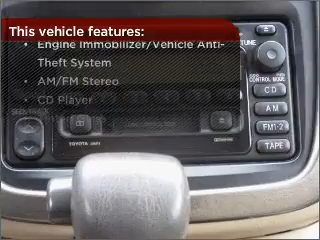 This vehicle features:
• Engine Immobilizer/Vehicle Anti-
Theft System
• AM/FM Stereo
• CD Player
TUNE
CONTROL MODE
CD
AM
FM1·2
TAPE
TOYOTA